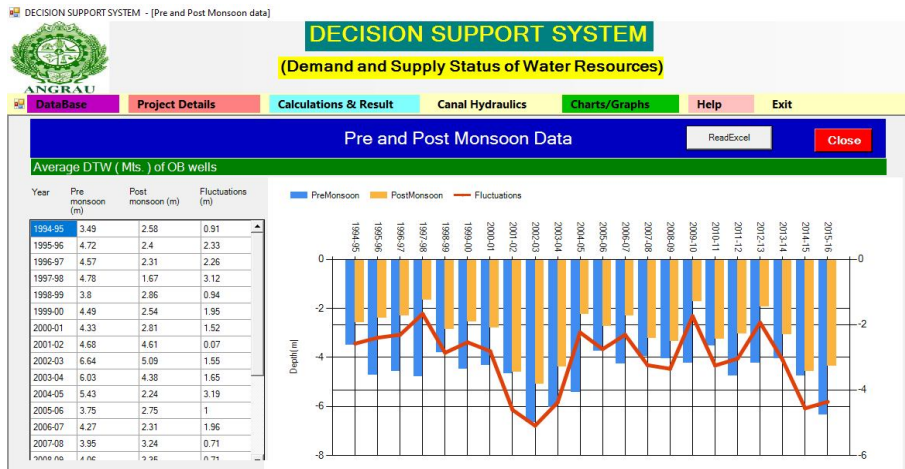 DECISION SUPPORT SYSTEM - [Pre and Post Monsoon data]
DECISION SUPPORT SYSTEM
(Demand and Supply Status of Water Resources)
ANGRAU
DataBase Project Details Calculations & Result Canal Hydraulics Charts/Graphs Help Exit
Pre and Post Monsoon Data ReadExcel Close
Average DTW ( Mts. ) of OB wells
Year Pre monsoon (m) Post monsoon (m) Fluctuations (m)
1994-95 3.49 2.58 0.91
1995-96 4.72 2.4 2.33
1996-97 4.57 2.31 2.26
1997-98 4.78 1.67 3.12
1998-99 3.8 2.86 0.94
1999-00 4.49 2.54 1.95
2000-01 4.33 2.81 1.52
2001-02 4.68 4.61 0.07
2002-03 6.64 5.09 1.55
2003-04 6.03 4.38 1.65
2004-05 5.43 2.24 3.19
2005-06 3.75 2.75 1
2006-07 4.27 2.31 1.96
2007-08 3.95 3.24 0.71
2008-09 4.06 3.35 0.71
PreMonsoon PostMonsoon Fluctuations
1994-95 1995-96 1996-97 1997-98 1998-99 1999-00 2000-01 2001-02 2002-03 2003-04 2004-05 2005-06 2006-07 2007-08 2008-09 2009-10 2010-11 2011-12 2012-13 2013-14 2014-15 2015-16
Depth[m]
0
-2
-4
-6
-8
0
-2
-4
-6